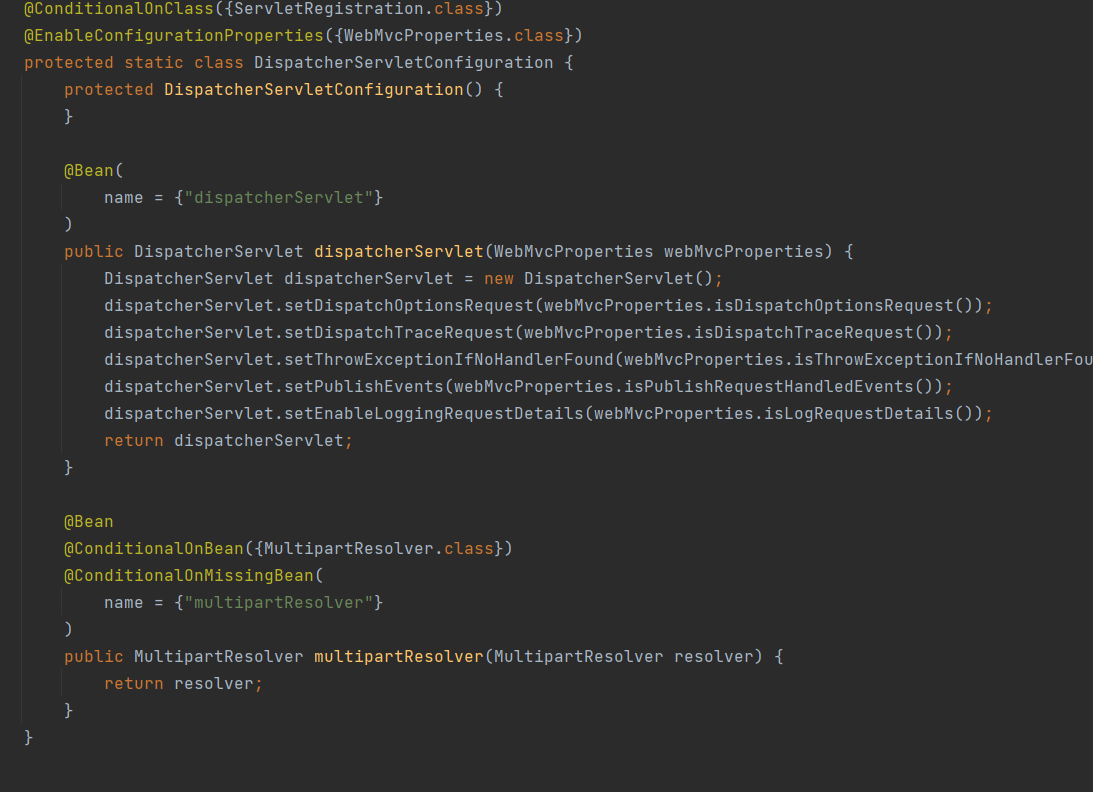 @ConditionalOnClass({ServletRegistration.class})
@EnableConfigurationProperties({WebMvcProperties.class})
protected static class DispatcherServletConfiguration {
    protected DispatcherServletConfiguration() {
    }

    @Bean(
        name = {"dispatcherServlet"}
    )
    public DispatcherServlet dispatcherServlet(WebMvcProperties webMvcProperties) {
        DispatcherServlet dispatcherServlet = new DispatcherServlet();
        dispatcherServlet.setDispatchOptionsRequest(webMvcProperties.isDispatchOptionsRequest());
        dispatcherServlet.setDispatchTraceRequest(webMvcProperties.isDispatchTraceRequest());
        dispatcherServlet.setThrowExceptionIfNoHandlerFound(webMvcProperties.isThrowExceptionIfNoHandlerFou
        dispatcherServlet.setPublishEvents(webMvcProperties.isPublishRequestHandledEvents());
        dispatcherServlet.setEnableLoggingRequestDetails(webMvcProperties.isLogRequestDetails());
        return dispatcherServlet;
    }

    @Bean
    @ConditionalOnBean({MultipartResolver.class})
    @ConditionalOnMissingBean(
        name = {"multipartResolver"}
    )
    public MultipartResolver multipartResolver(MultipartResolver resolver) {
        return resolver;
    }
}